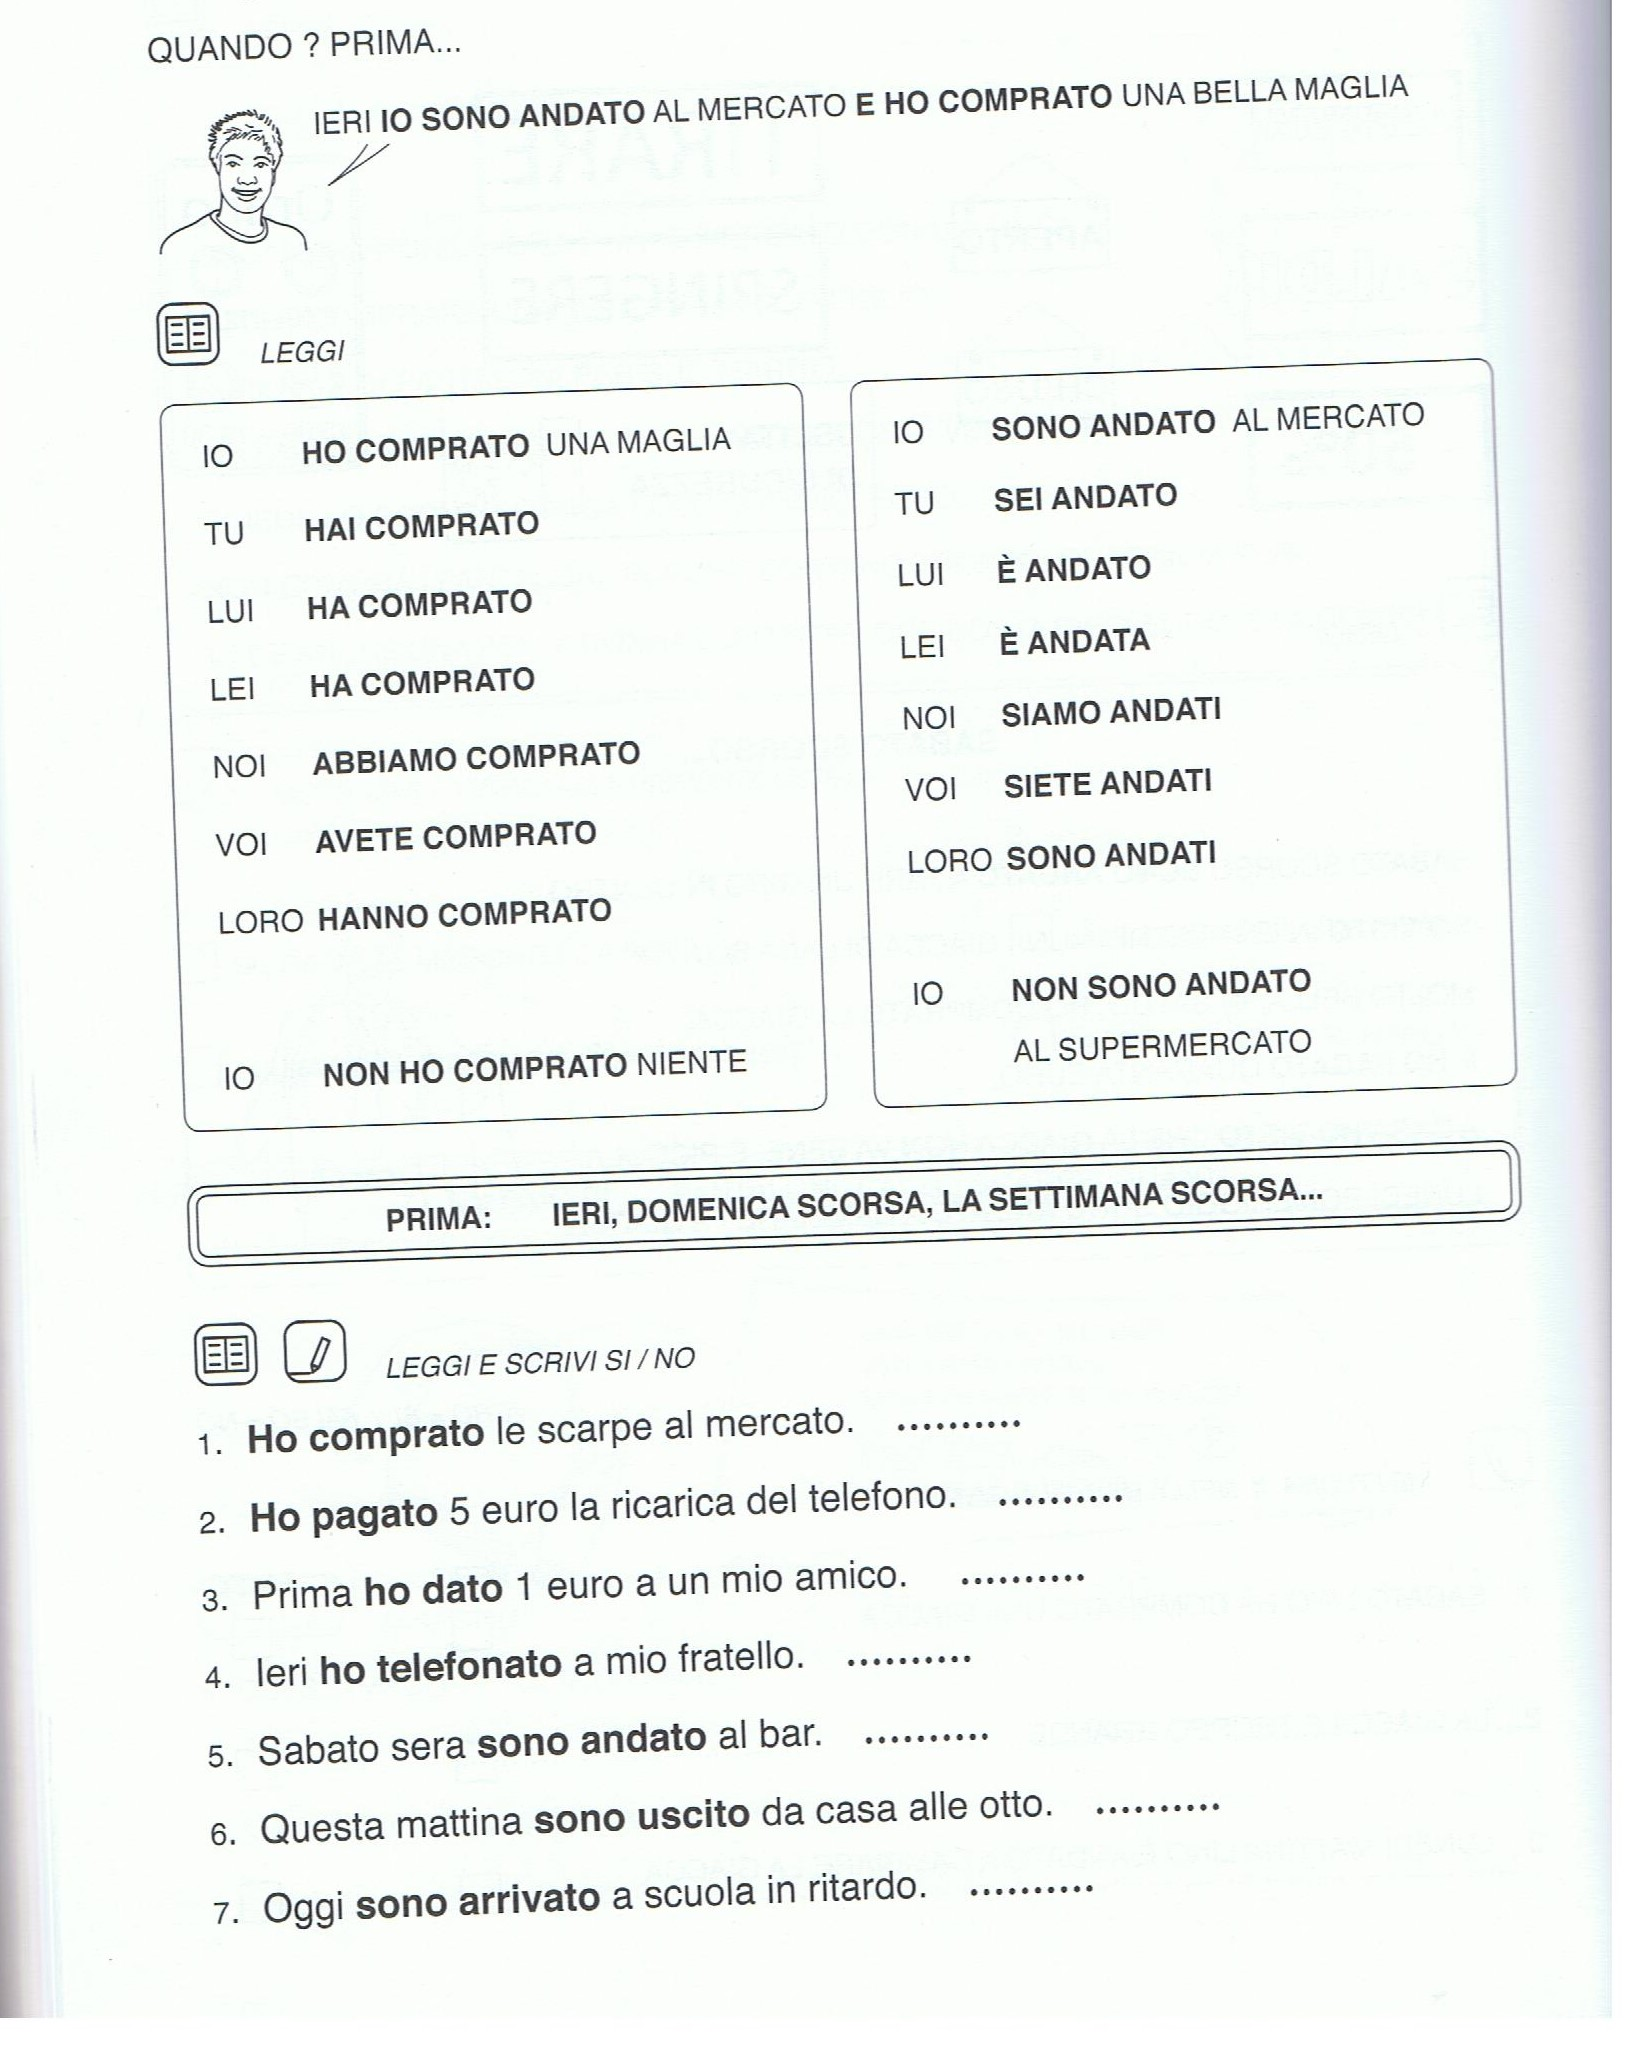 QUANDO ? PRIMA...
IERI IO SONO ANDATO AL MERCATO E HO COMPRATO UNA BELLA MAGLIA
LEGGI
IO HO COMPRATO UNA MAGLIA
TU HAI COMPRATO
LUI HA COMPRATO
LEI HA COMPRATO
NOI ABBIAMO COMPRATO
VOI AVETE COMPRATO
LORO HANNO COMPRATO
IO NON HO COMPRATO NIENTE
IO SONO ANDATO AL MERCATO
TU SEI ANDATO
LUI È ANDATO
LEI È ANDATA
NOI SIAMO ANDATI
VOI SIETE ANDATI
LORO SONO ANDATI
IO NON SONO ANDATO
AL SUPERMERCATO
PRIMA: IERI, DOMENICA SCORSA, LA SETTIMANA SCORSA...
LEGGI E SCRIVI SI / NO
1. Ho comprato le scarpe al mercato. ..........
2. Ho pagato 5 euro la ricarica del telefono. ..........
3. Prima ho dato 1 euro a un mio amico. ..........
4. Ieri ho telefonato a mio fratello. ..........
5. Sabato sera sono andato al bar. ..........
6. Questa mattina sono uscito da casa alle otto. ..........
7. Oggi sono arrivato a scuola in ritardo. ..........